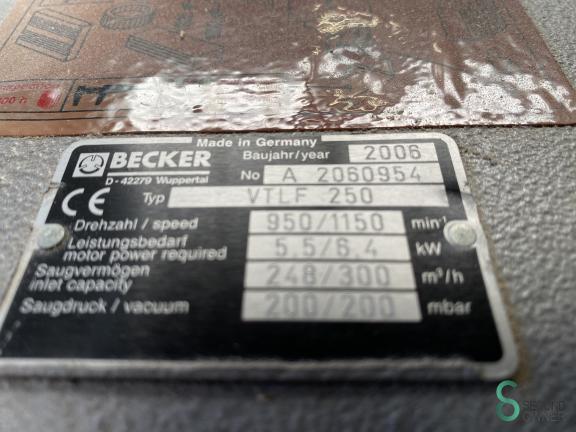 Made in Germany
BECKER
Baujahr/year 2006
D-42279 Wuppertal
No A 2060954
CE Typ VTLF 250
Drehzahl / speed 950/1150 min⁻¹
Leistungsbedarf
motor power required 5,5/6,4 kW
Saugvermögen
inlet capacity 248/300 m³/h
Saugdruck / vacuum 200/200 mbar
SECOND
OWNER